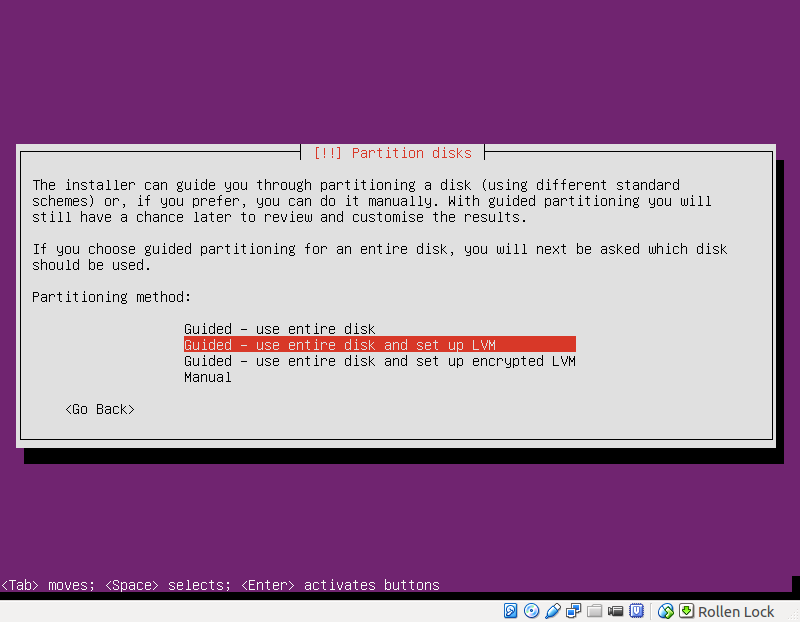 [!!] Partition disks
The installer can guide you through partitioning a disk (using different standard
schemes) or, if you prefer, you can do it manually. With guided partitioning you will
still have a chance later to review and customise the results.
If you choose guided partitioning for an entire disk, you will next be asked which disk
should be used.
Partitioning method:
Guided - use entire disk
Guided - use entire disk and set up LVM
Guided - use entire disk and set up encrypted LVM
Manual
<Go Back>
<Tab> moves; <Space> selects; <Enter> activates buttons
Rollen Lock